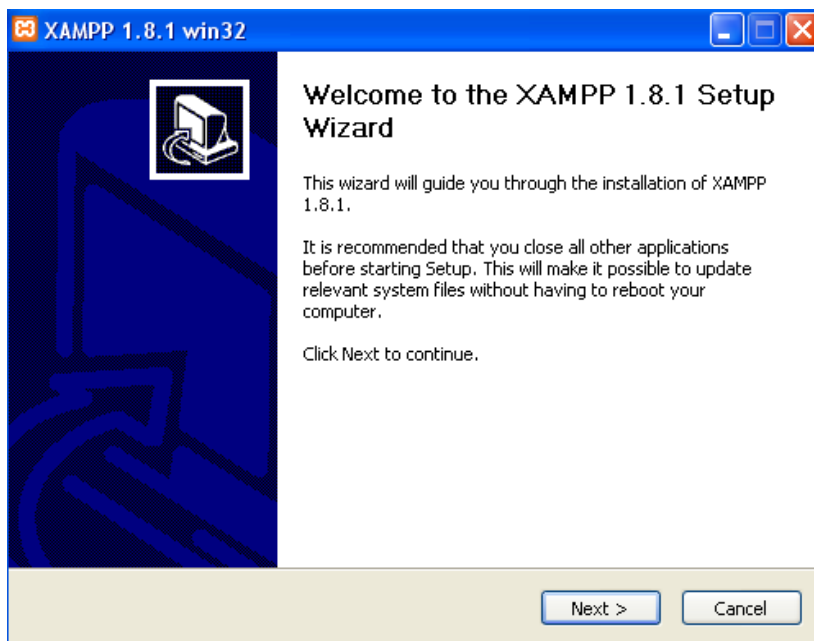 XAMPP 1.8.1 win32
Welcome to the XAMPP 1.8.1 Setup
Wizard
This wizard will guide you through the installation of XAMPP
1.8.1.
It is recommended that you close all other applications
before starting Setup. This will make it possible to update
relevant system files without having to reboot your
computer.
Click Next to continue.
Next >
Cancel